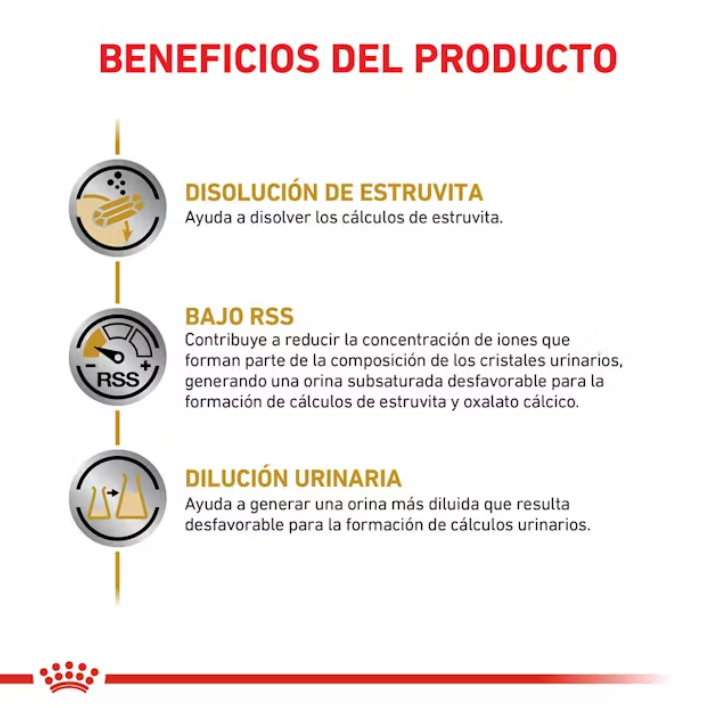 BENEFICIOS DEL PRODUCTO
DISOLUCIÓN DE ESTRUVITA
Ayuda a disolver los cálculos de estruvita.
BAJO RSS
Contribuye a reducir la concentración de iones que
forman parte de la composición de los cristales urinarios,
generando una orina subsaturada desfavorable para la
formación de cálculos de estruvita y oxalato cálcico.
- +
RSS
DILUCIÓN URINARIA
Ayuda a generar una orina más diluida que resulta
desfavorable para la formación de cálculos urinarios.